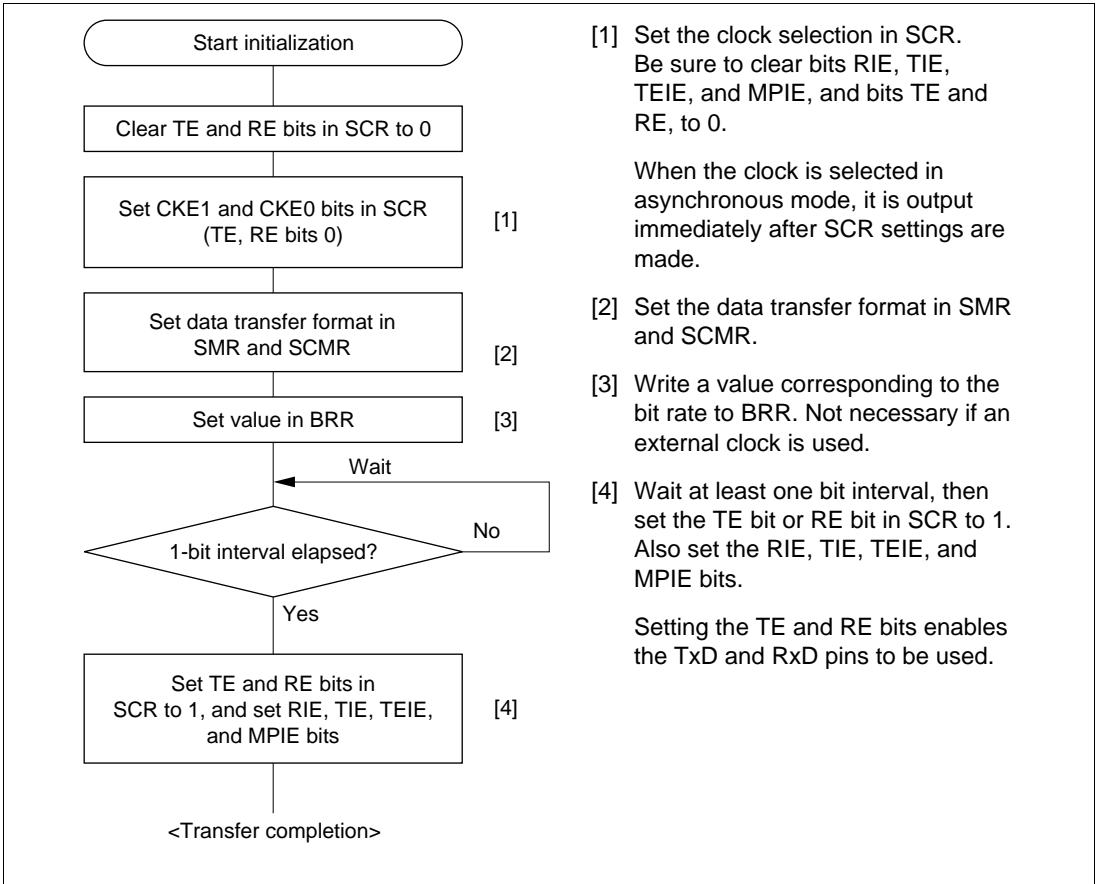 Start initialization
Clear TE and RE bits in SCR to 0
Set CKE1 and CKE0 bits in SCR
(TE, RE bits 0)
[1]
Set data transfer format in
SMR and SCMR
[2]
Set value in BRR
[3]
Wait
1-bit interval elapsed?
No
Yes
Set TE and RE bits in
SCR to 1, and set RIE, TIE, TEIE,
and MPIE bits
[4]
<Transfer completion>
[1] Set the clock selection in SCR.
Be sure to clear bits RIE, TIE,
TEIE, and MPIE, and bits TE and
RE, to 0.
When the clock is selected in
asynchronous mode, it is output
immediately after SCR settings are
made.
[2] Set the data transfer format in SMR
and SCMR.
[3] Write a value corresponding to the
bit rate to BRR. Not necessary if an
external clock is used.
[4] Wait at least one bit interval, then
set the TE bit or RE bit in SCR to 1.
Also set the RIE, TIE, TEIE, and
MPIE bits.
Setting the TE and RE bits enables
the TxD and RxD pins to be used.